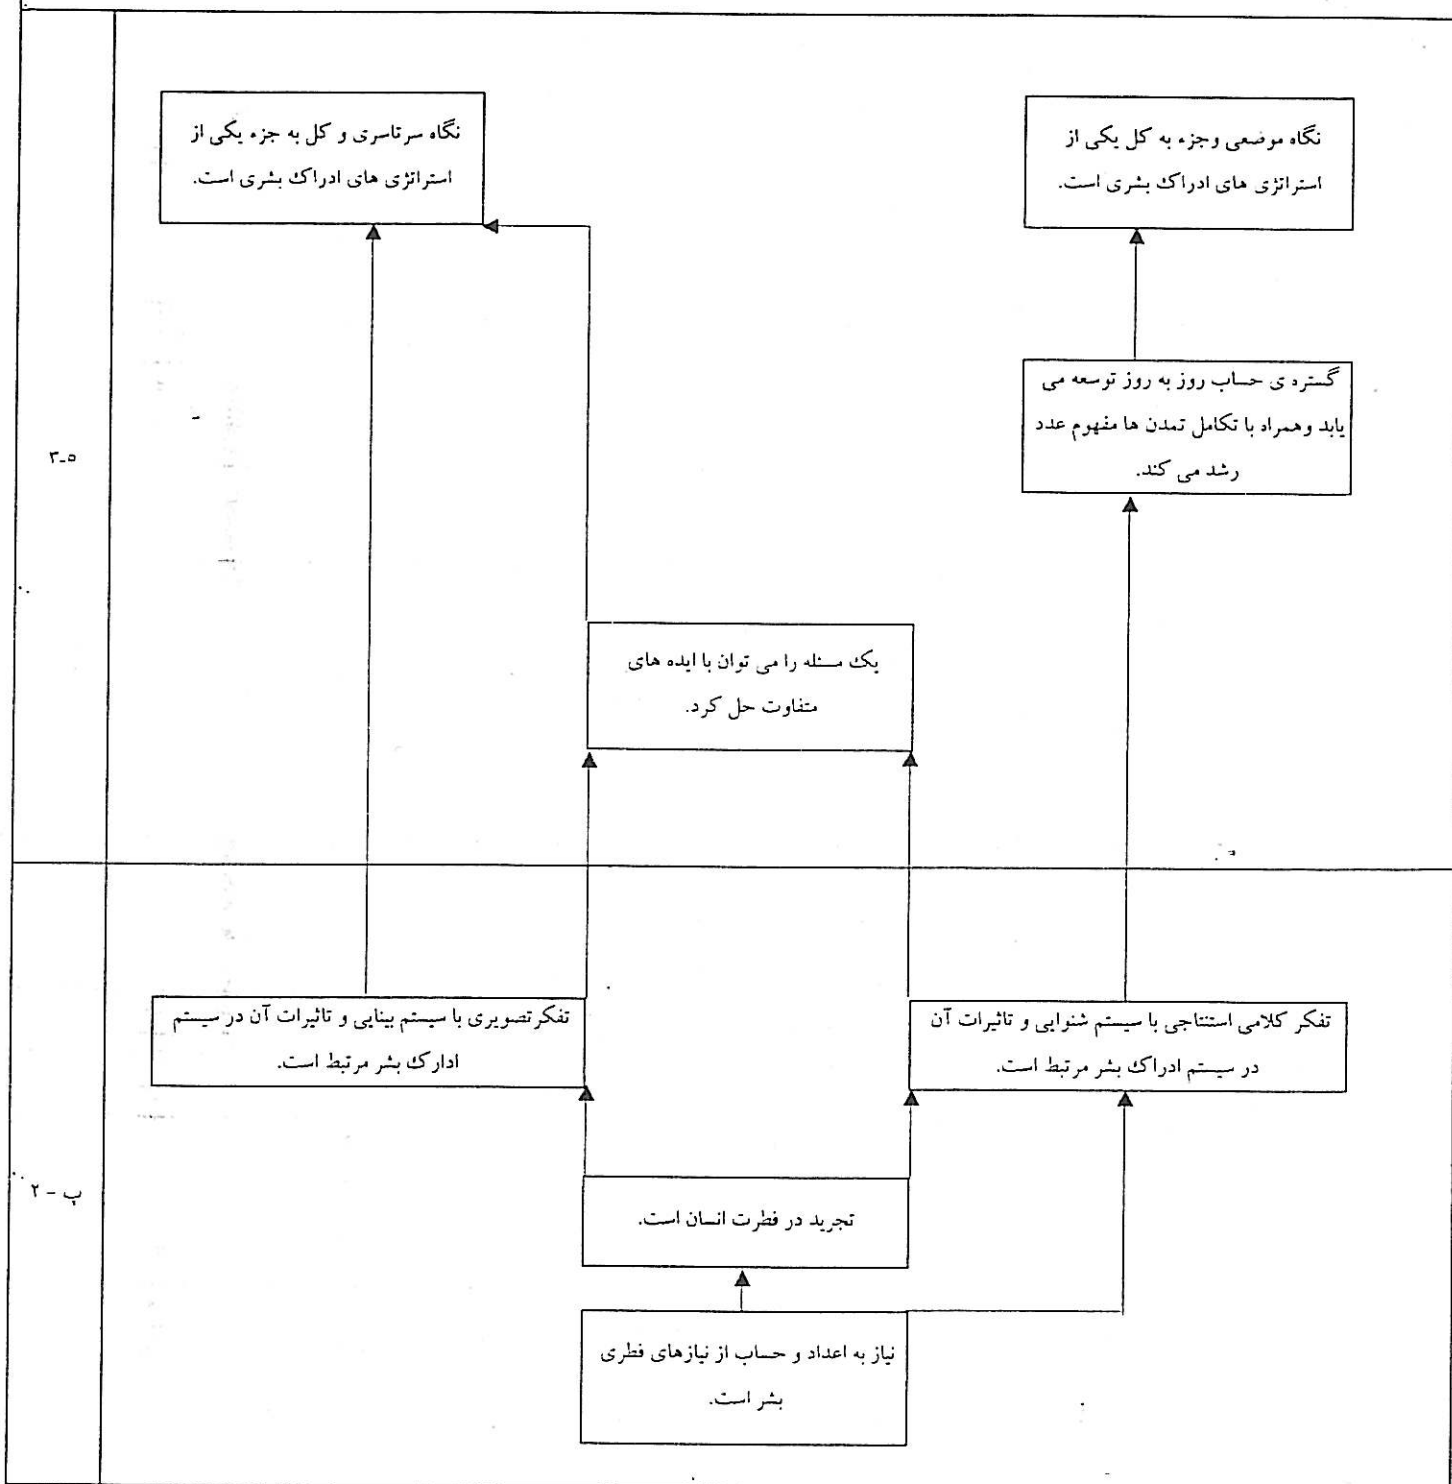 نگاه موضعی وجزء به کل یکی از
استراتژی های ادراک بشری است.
نگاه سرتاسری و کل به جزء یکی از
استراتژی های ادراک بشری است.
گستره ی حساب روز به روز توسعه می
یابد وهمراه با تکامل تمدن ها مفهوم عدد
رشد می کند.
۳-۵
یک مسئله را می توان با ایده های
متفاوت حل کرد.
تفکر کلامی استنتاجی با سیستم شنوایی و تاثیرات آن
در سیستم ادراک بشر مرتبط است.
تفکرتصویری با سیستم بینایی و تاثیرات آن در سیستم
ادارک بشر مرتبط است.
پ - ۲
تجرید در فطرت انسان است.
نیاز به اعداد و حساب از نیازهای فطری
بشر است.